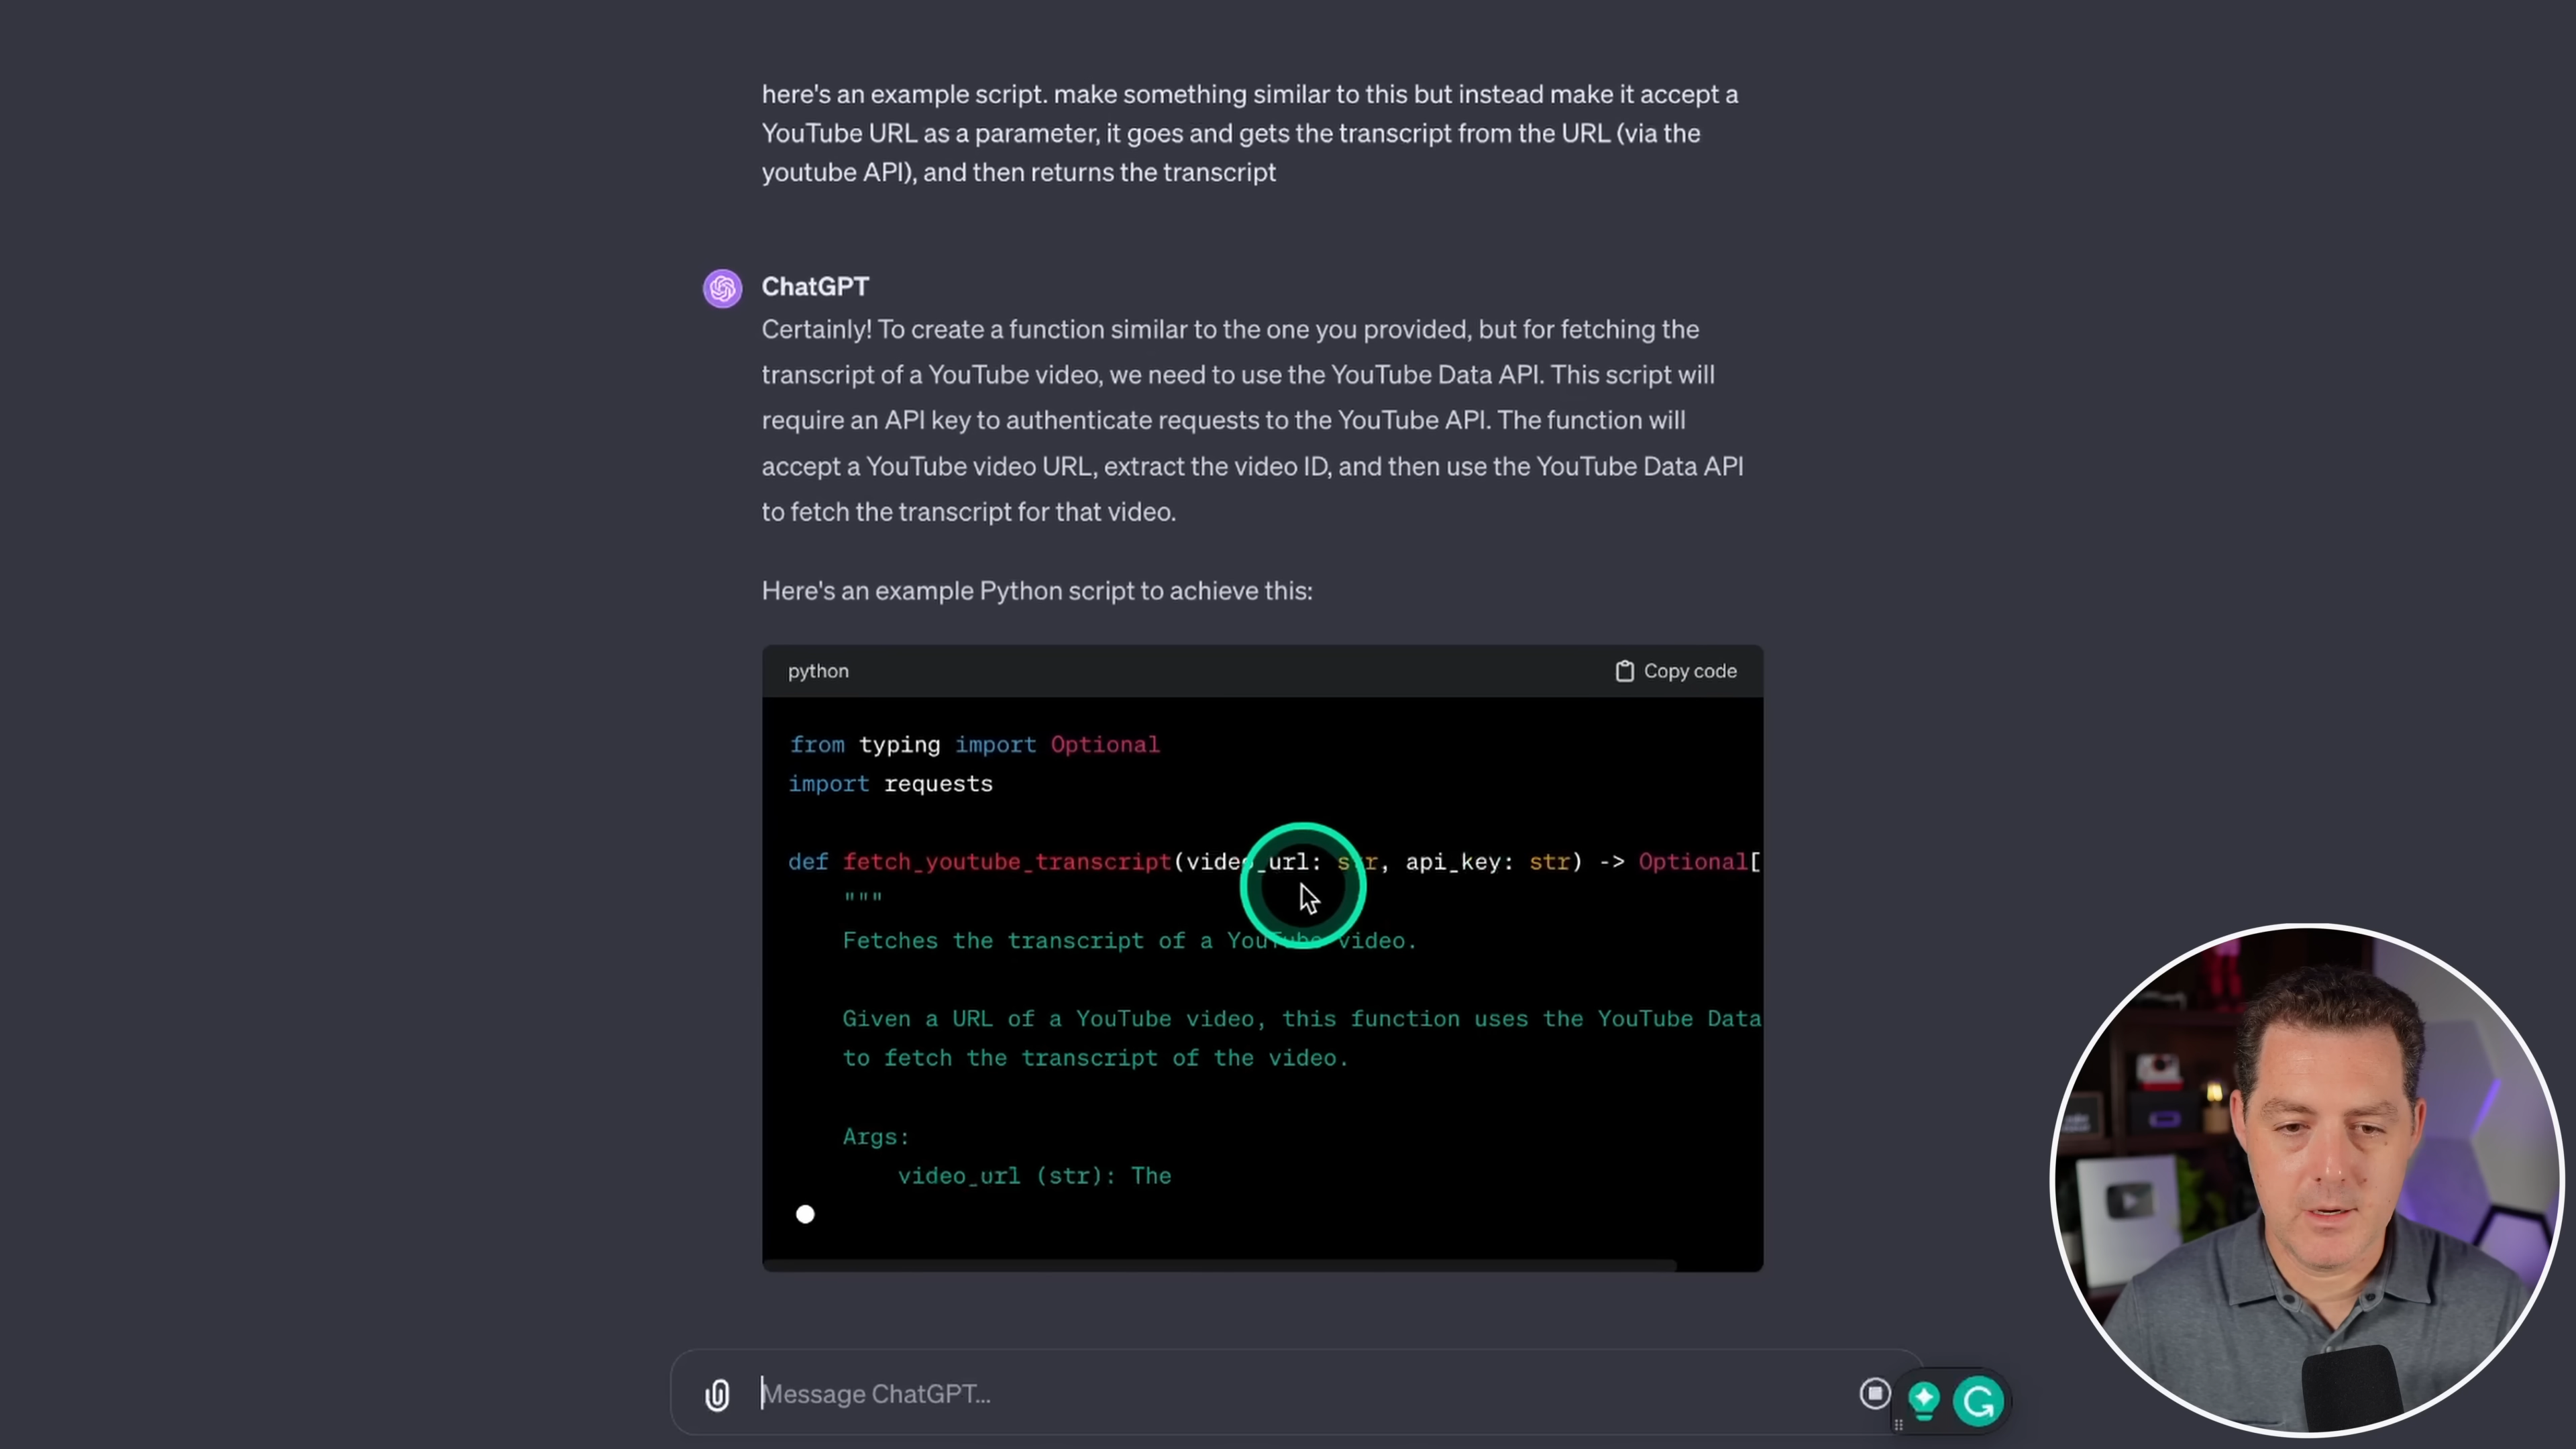 here's an example script. make something similar to this but instead make it accept a
YouTube URL as a parameter, it goes and gets the transcript from the URL (via the
youtube API), and then returns the transcript
ChatGPT
Certainly! To create a function similar to the one you provided, but for fetching the
transcript of a YouTube video, we need to use the YouTube Data API. This script will
require an API key to authenticate requests to the YouTube API. The function will
accept a YouTube video URL, extract the video ID, and then use the YouTube Data API
to fetch the transcript for that video.
Here's an example Python script to achieve this:
python
Copy code
from typing import Optional
import requests
def fetch_youtube_transcript(video_url: str, api_key: str) -> Optional[
"""
Fetches the transcript of a YouTube video.
Given a URL of a YouTube video, this function uses the YouTube Data
to fetch the transcript of the video.
Args:
video_url (str): The
Message ChatGPT...